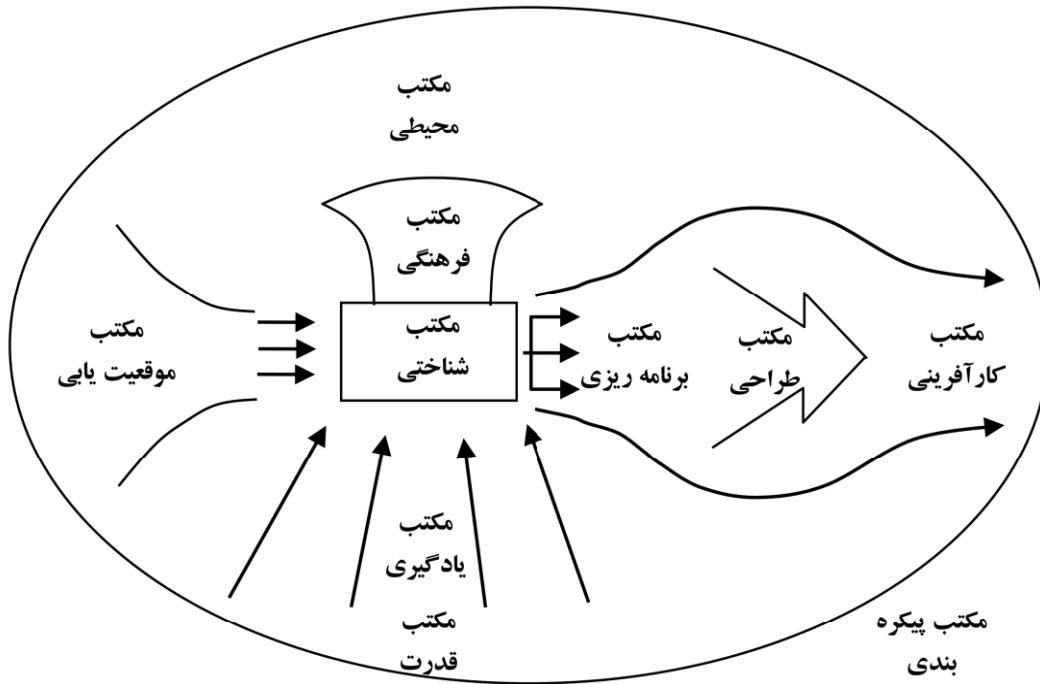 مکتب
محیطی
مکتب
فرهنگی
مکتب
شناختی
مکتب
موقعیت یابی
مکتب
برنامه ریزی
مکتب
طراحی
مکتب
کارآفرینی
مکتب
یادگیری
مکتب
قدرت
مکتب پیکره
بندی